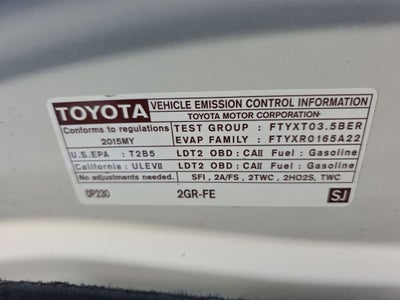 TOYOTA VEHICLE EMISSION CONTROL INFORMATION
TOYOTA MOTOR CORPORATION
Conforms to regulations TEST GROUP : FTYXT03.5BER
2015MY EVAP FAMILY : FTYXR0165A22
U.S.EPA : T2B5 LDT2 OBD : CAII Fuel : Gasoline
California : ULEVII LDT2 OBD : CAII Fuel : Gasoline
No adjustments needed. SFI , 2A/FS , 2TWC , 2HO2S, TWC
0P230 2GR-FE SJ